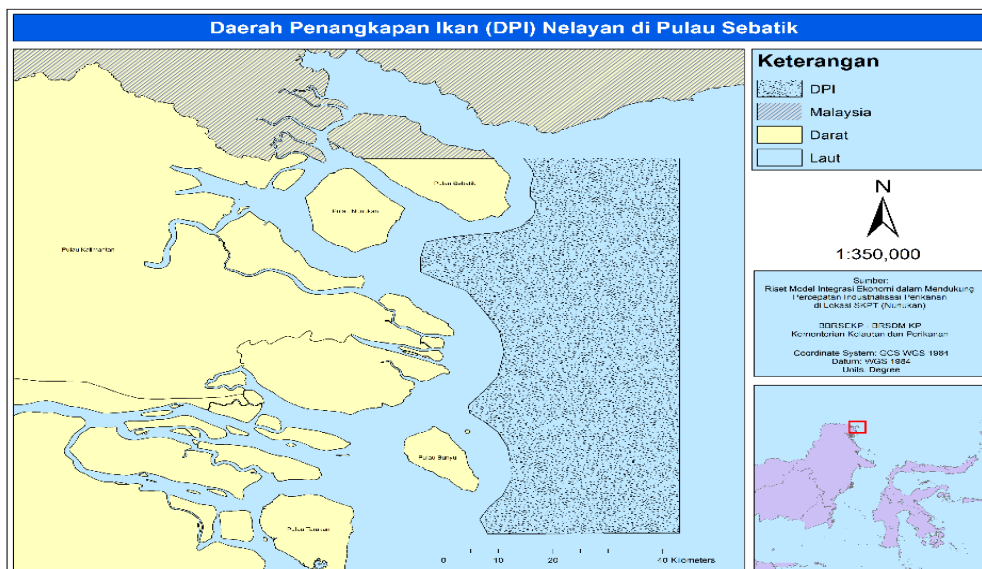 Daerah Penangkapan Ikan (DPI) Nelayan di Pulau Sebatik
Pulau Sebatik
Pulau Nunukan
Pulau Kalimantan
Pulau Bunyu
Pulau Tarakan
0 5 10 20 30 40 Kilometers
Keterangan
DPI
Malaysia
Darat
Laut
N
1:350,000
Sumber:
Riset Model Integrasi Ekonomi dalam Mendukung
Percepatan Industrialisasi Perikanan
di Lokasi SKPT (Nunukan)
BBRSEKP - BRSDM KP
Kementerian Kelautan dan Perikanan
Coordinate System: GCS WGS 1984
Datum: WGS 1984
Units: Degree